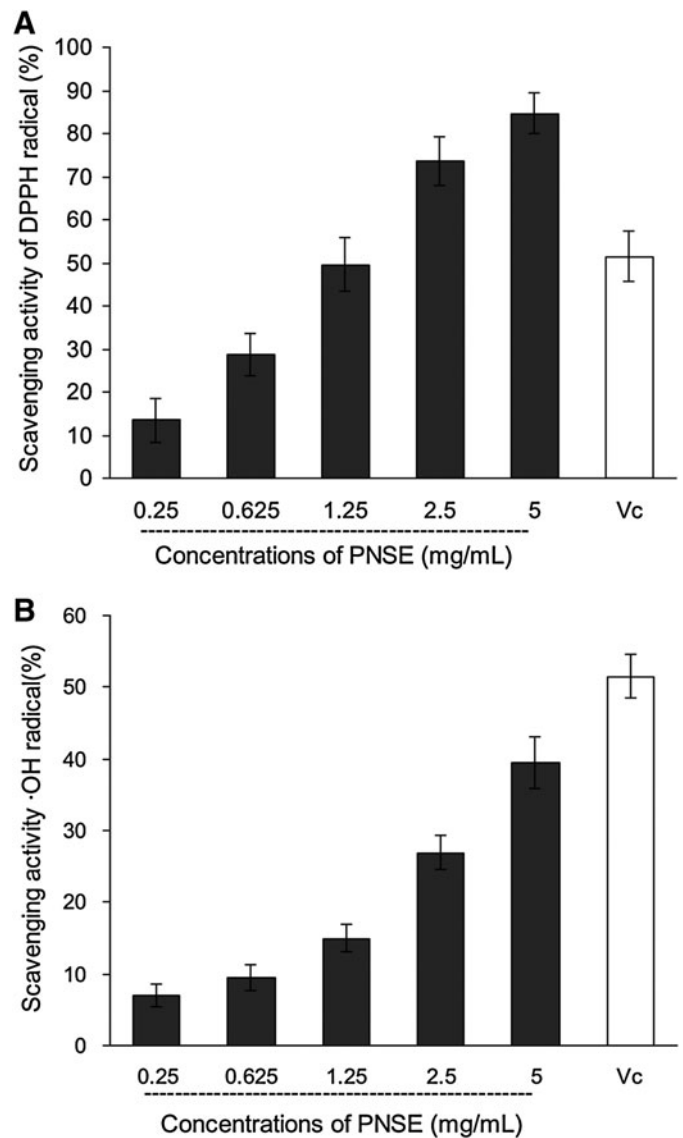 A
Scavenging activity of DPPH radical (%)
100
90
80
70
60
50
40
30
20
10
0
0.25 0.625 1.25 2.5 5 Vc
Concentrations of PNSE (mg/mL)
B
Scavenging activity ·OH radical(%)
60
50
40
30
20
10
0
0.25 0.625 1.25 2.5 5 Vc
Concentrations of PNSE (mg/mL)